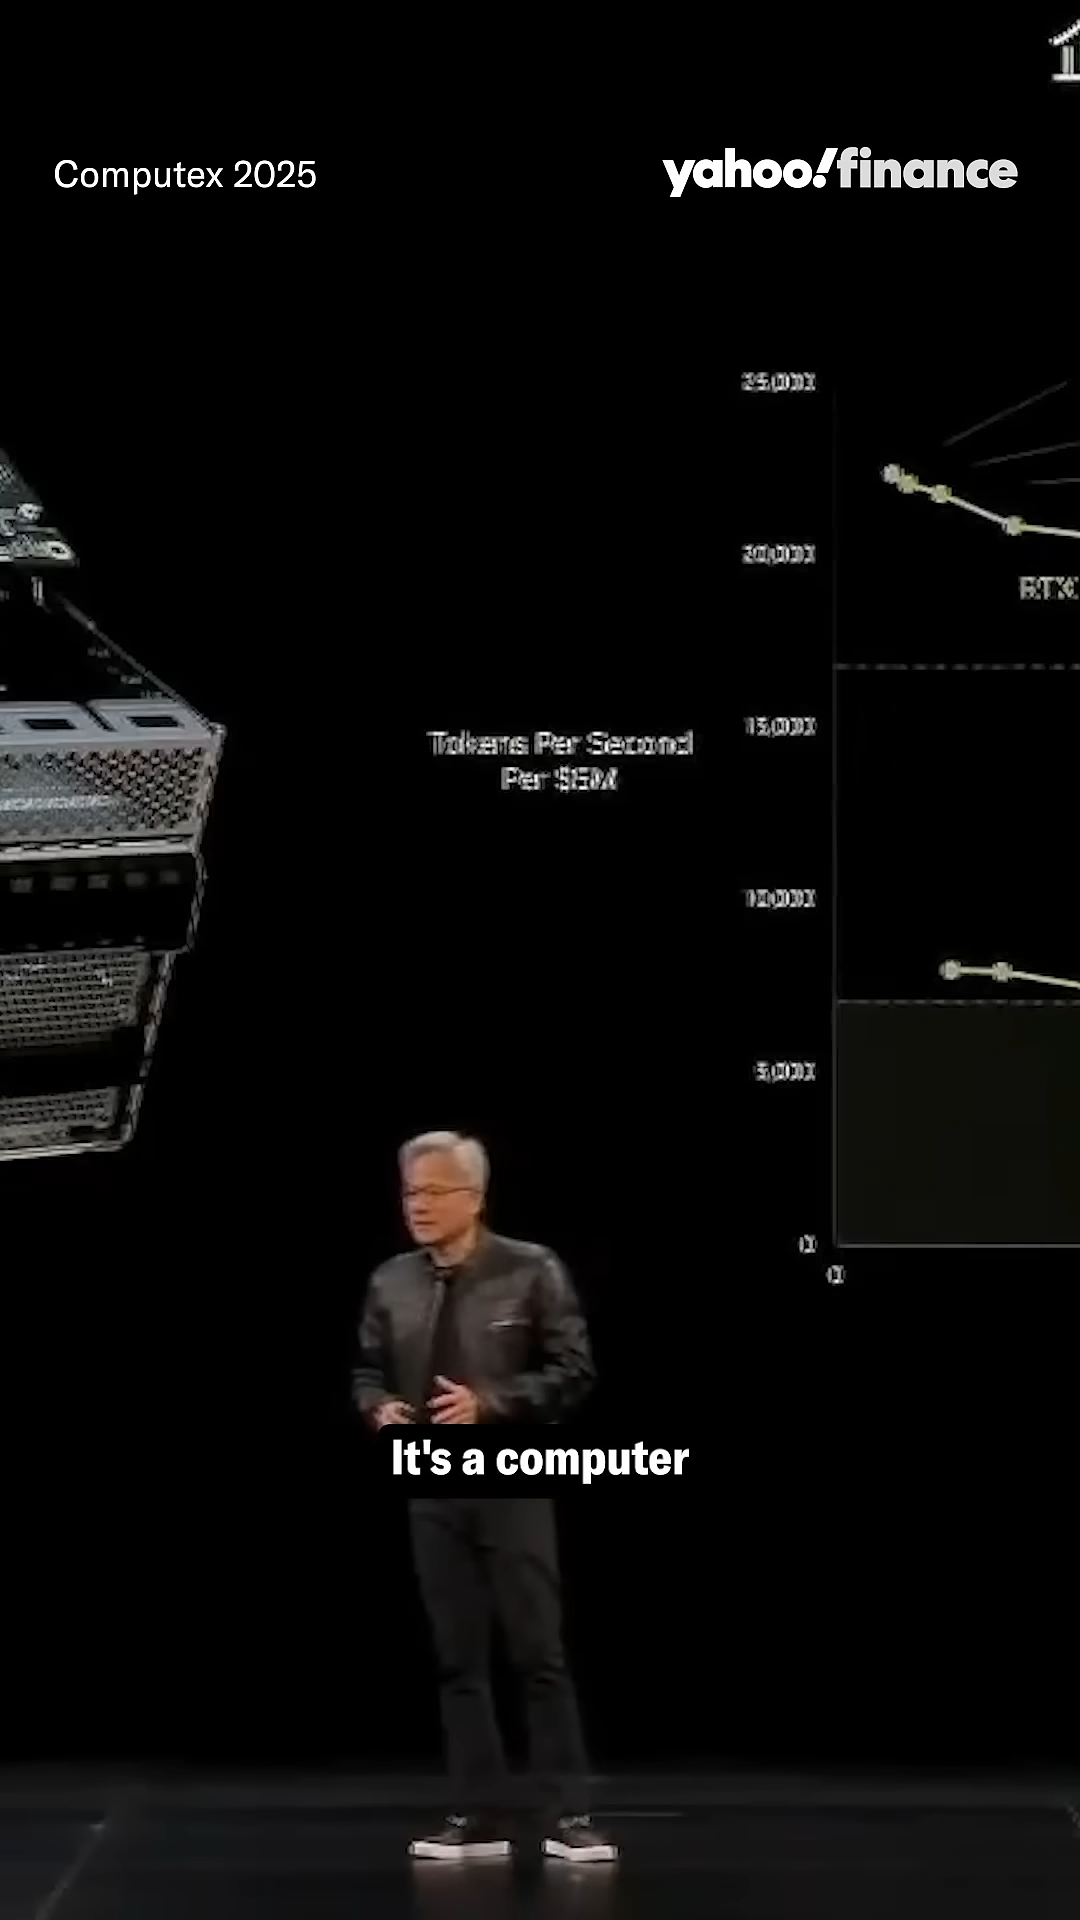 Computex 2025
yahoo!finance
25,000
20,000
RTX
15,000
Tokens Per Second
Per $5M
10,000
5,000
0
0
It's a computer